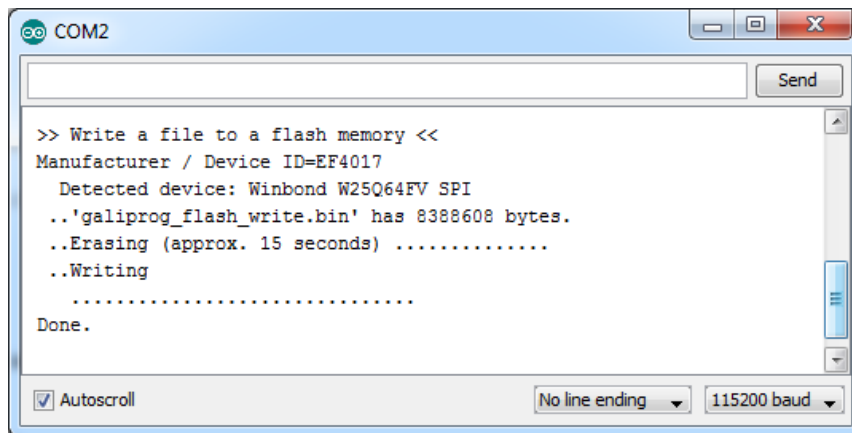 COM2
Send
>> Write a file to a flash memory <<
Manufacturer / Device ID=EF4017
Detected device: Winbond W25Q64FV SPI
..'galiprog_flash_write.bin' has 8388608 bytes.
..Erasing (approx. 15 seconds) ..............
..Writing
...............................
Done.
Autoscroll No line ending 115200 baud